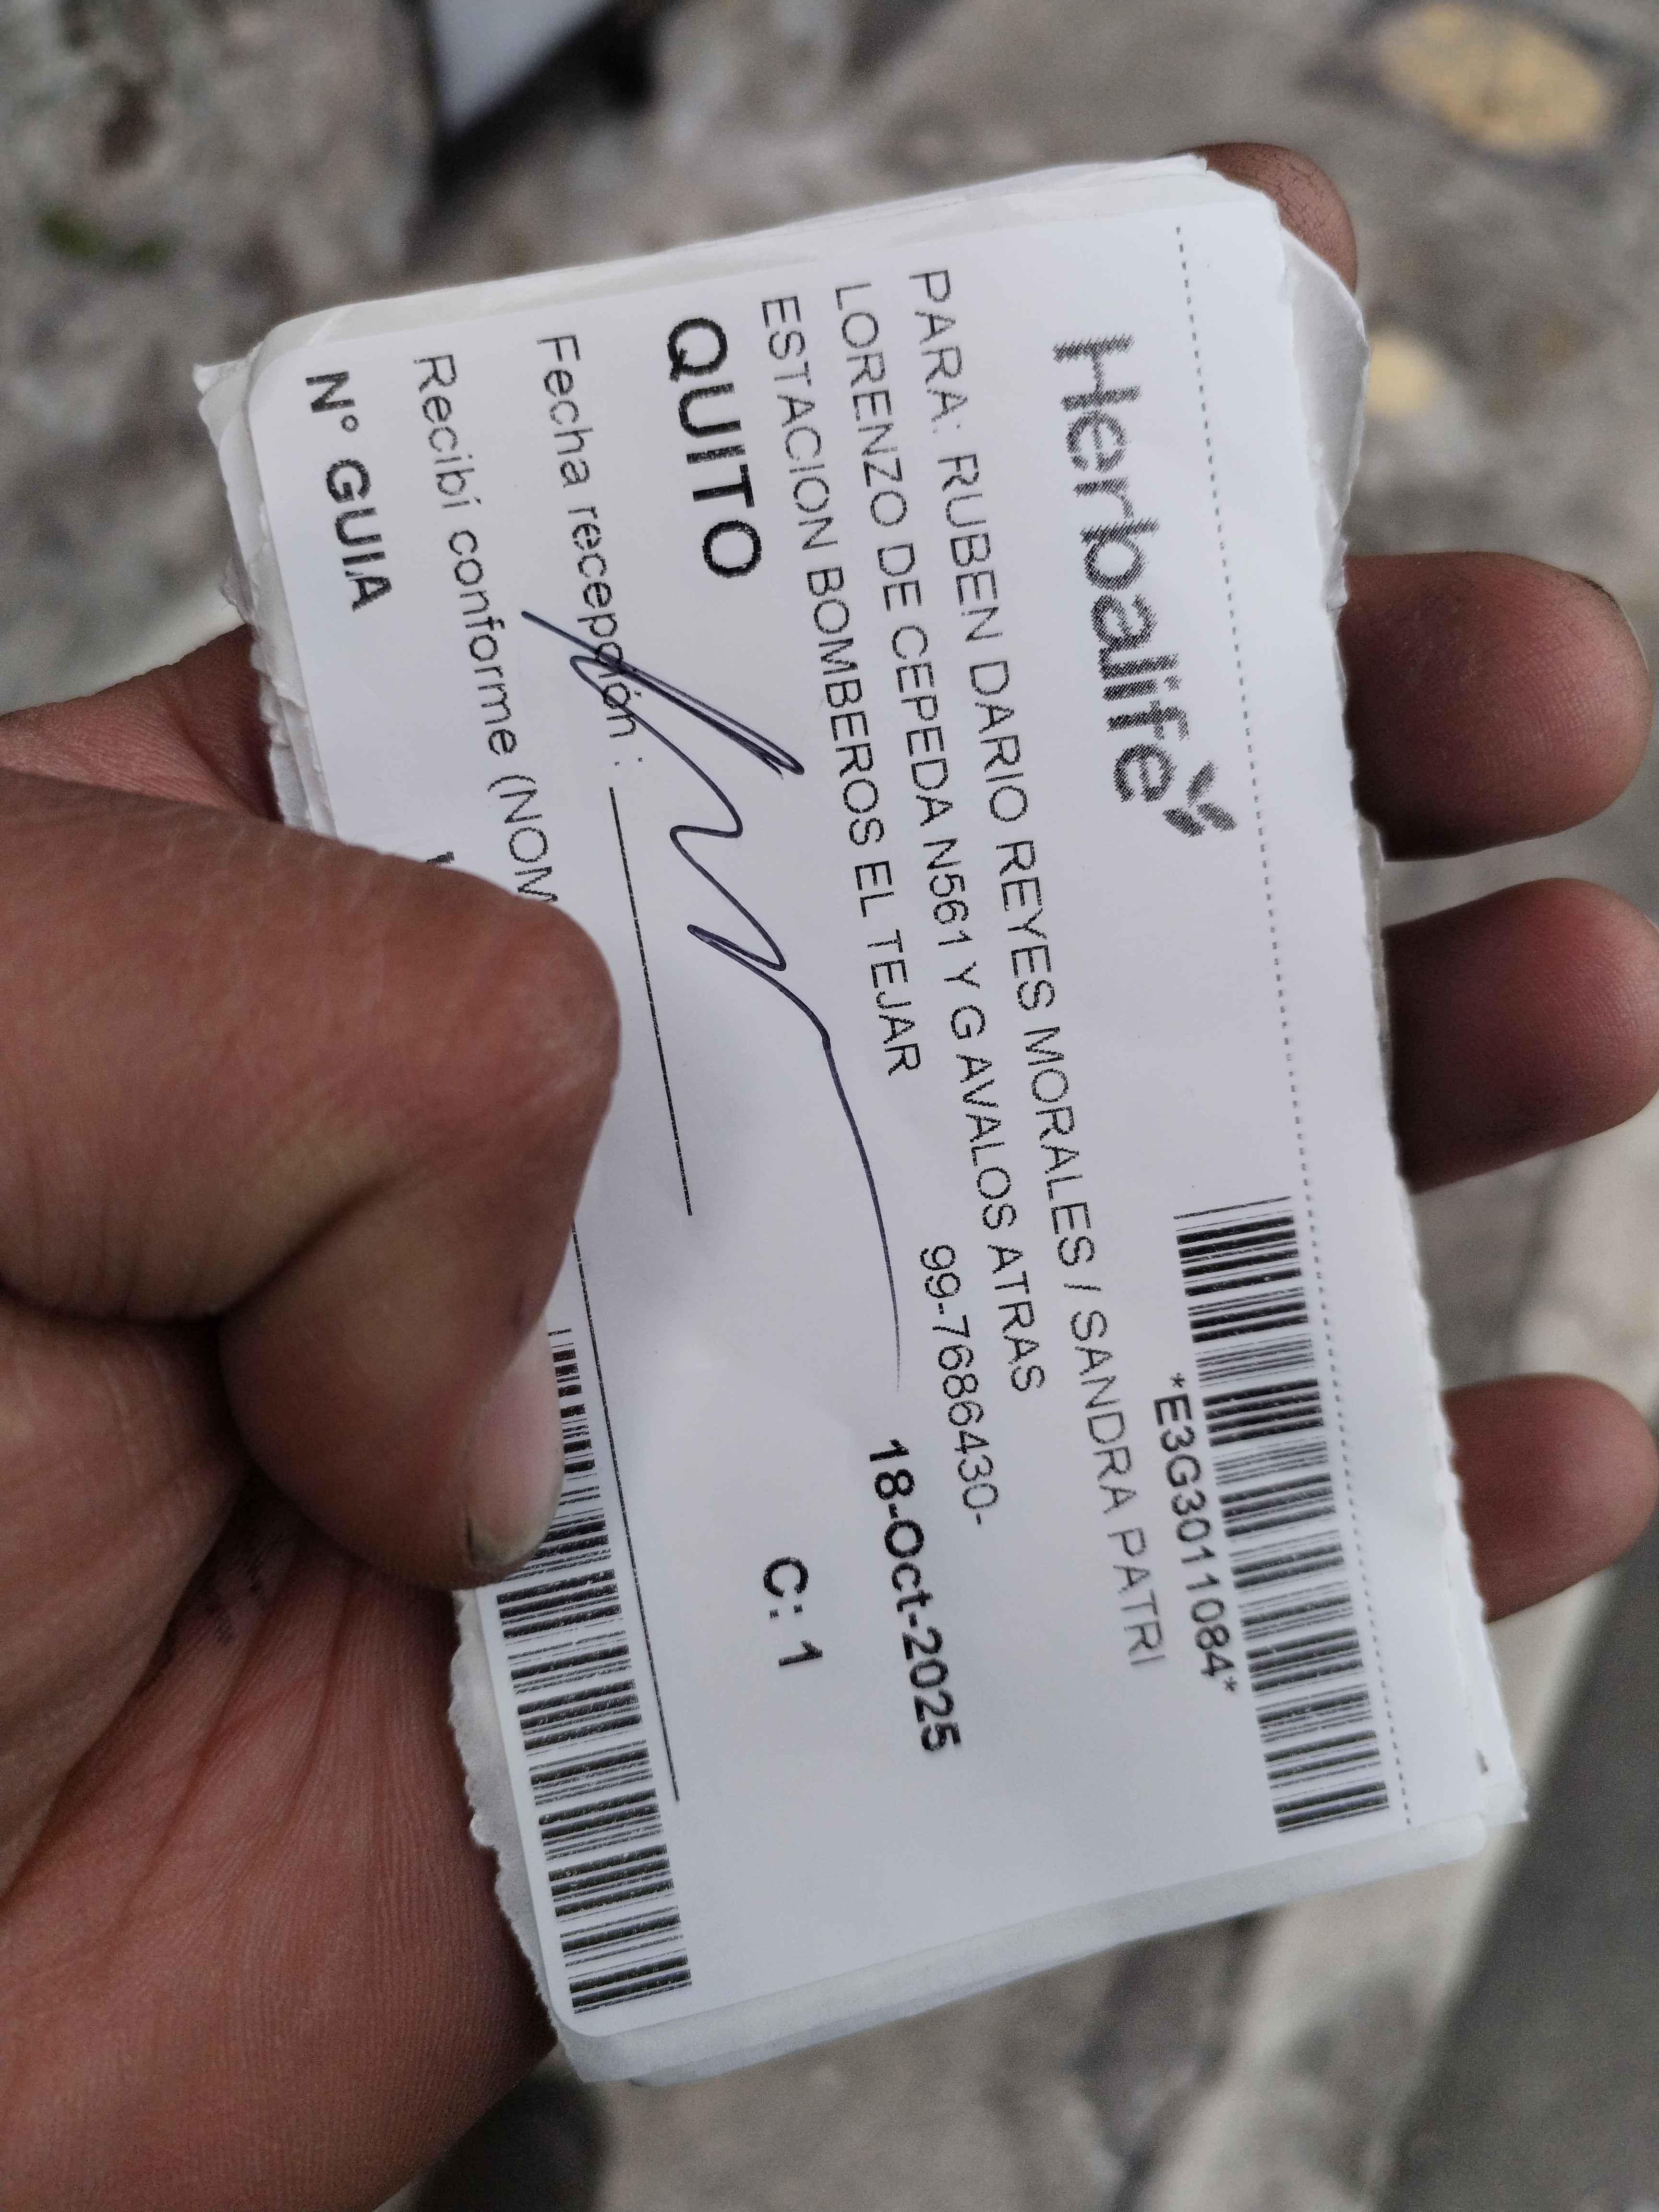 Herbalife
*E3G3011084*
PARA: RUBEN DARIO REYES MORALES / SANDRA PATRI
LORENZO DE CEPEDA N561 Y G AVALOS ATRAS
ESTACION BOMBEROS EL TEJAR 99-7686430-
QUITO 18-Oct-2025
C: 1
Fecha recepción :
Recibí conforme (NOM
N° GUIA